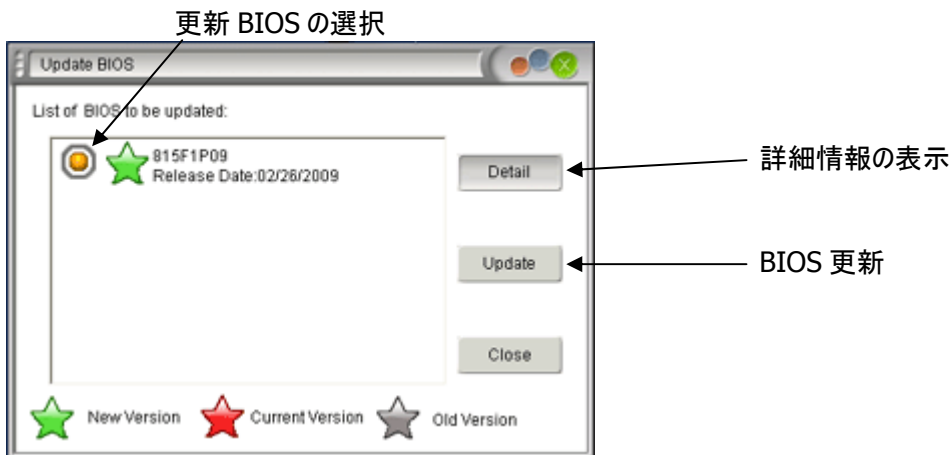 更新 BIOS の選択
Update BIOS
List of BIOS to be updated:
815F1P09
Release Date:02/26/2009
Detail
詳細情報の表示
Update
BIOS 更新
Close
New Version
Current Version
Old Version